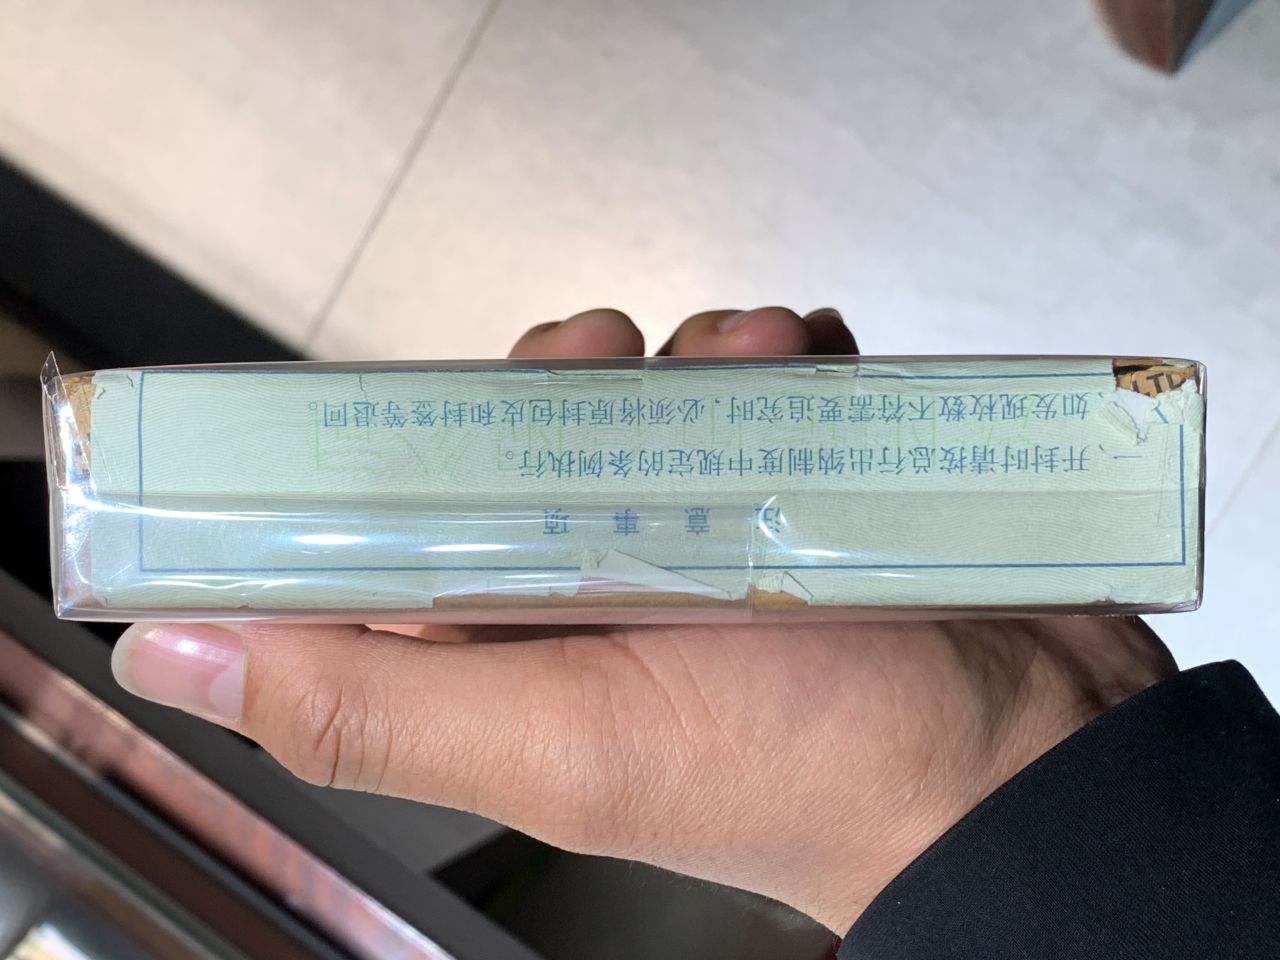 注意事项
一、开封时请按总行出纳制度中规定的条例执行。
、如发现枚数不符需要追究时，必须将原封包皮和封签等退回。